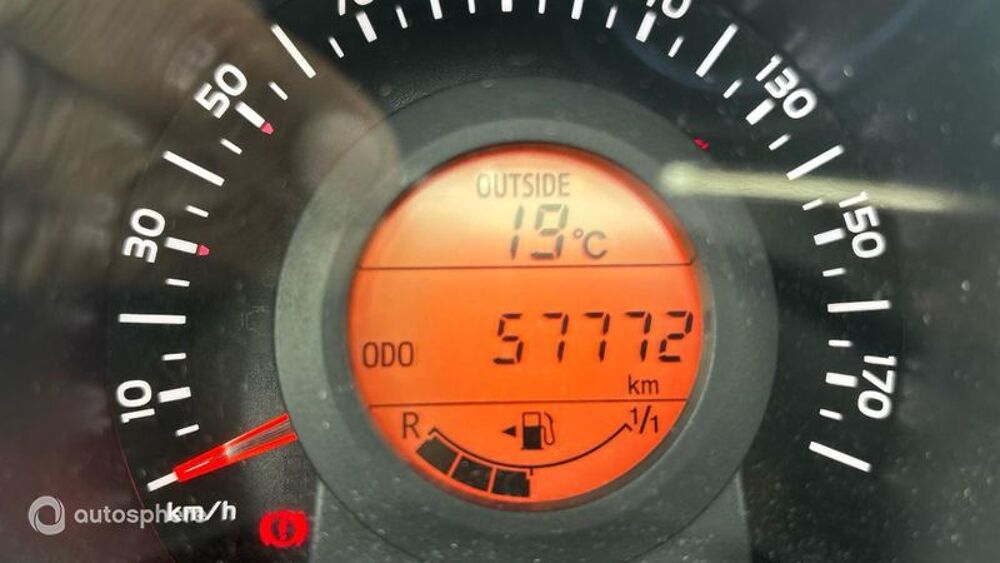 50
130
30
150
10
170
OUTSIDE
19°C
ODO 57772
km
R 1/1
km/h
autosphere